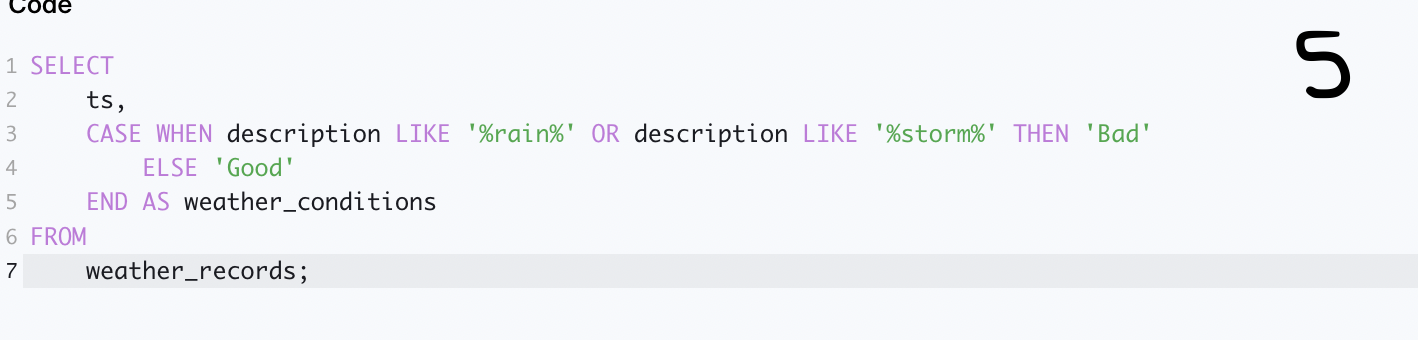 Code
5
1 SELECT
2     ts,
3     CASE WHEN description LIKE '%rain%' OR description LIKE '%storm%' THEN 'Bad'
4         ELSE 'Good'
5     END AS weather_conditions
6 FROM
7     weather_records;